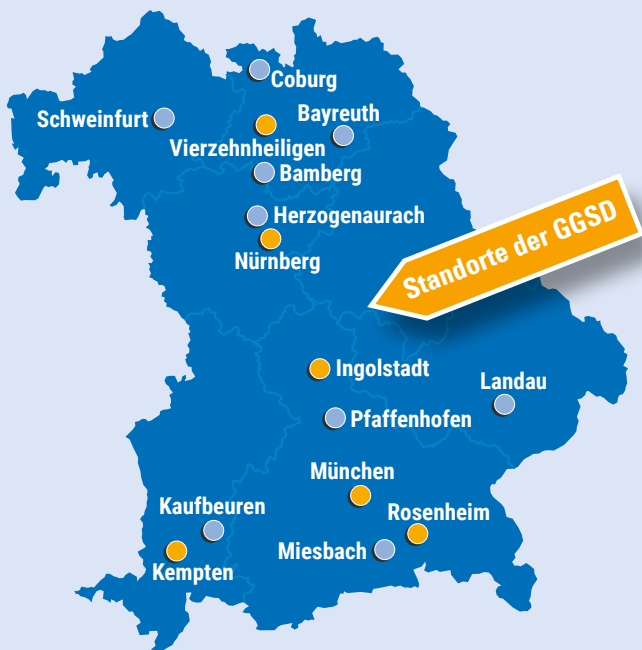 Coburg
Schweinfurt
Bayreuth
Vierzehnheiligen
Bamberg
Herzogenaurach
Nürnberg
Standorte der GGSD
Ingolstadt
Landau
Pfaffenhofen
München
Kaufbeuren
Rosenheim
Miesbach
Kempten